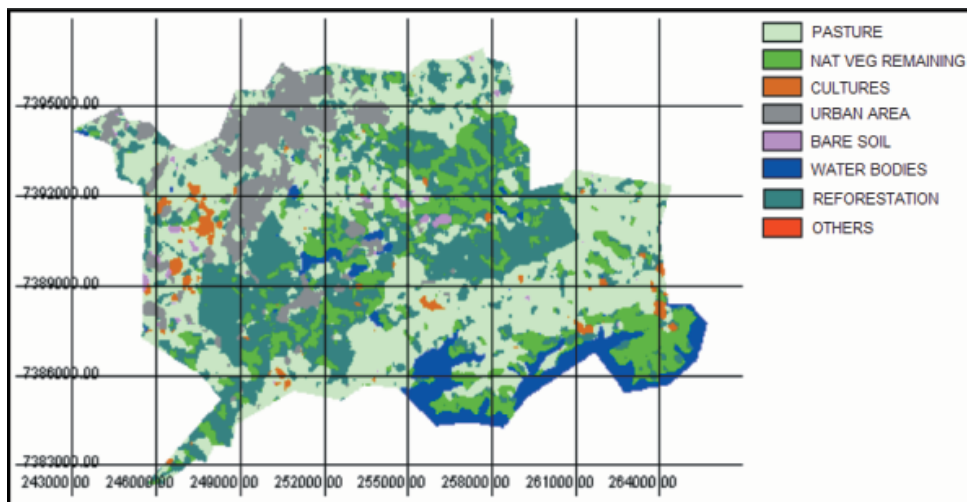 PASTURE
NAT VEG REMAINING
CULTURES
URBAN AREA
BARE SOIL
WATER BODIES
REFORESTATION
OTHERS
7395000.00
7392000.00
7389000.00
7386000.00
7383000.00
243000.00 246000.00 249000.00 252000.00 255000.00 258000.00 261000.00 264000.00